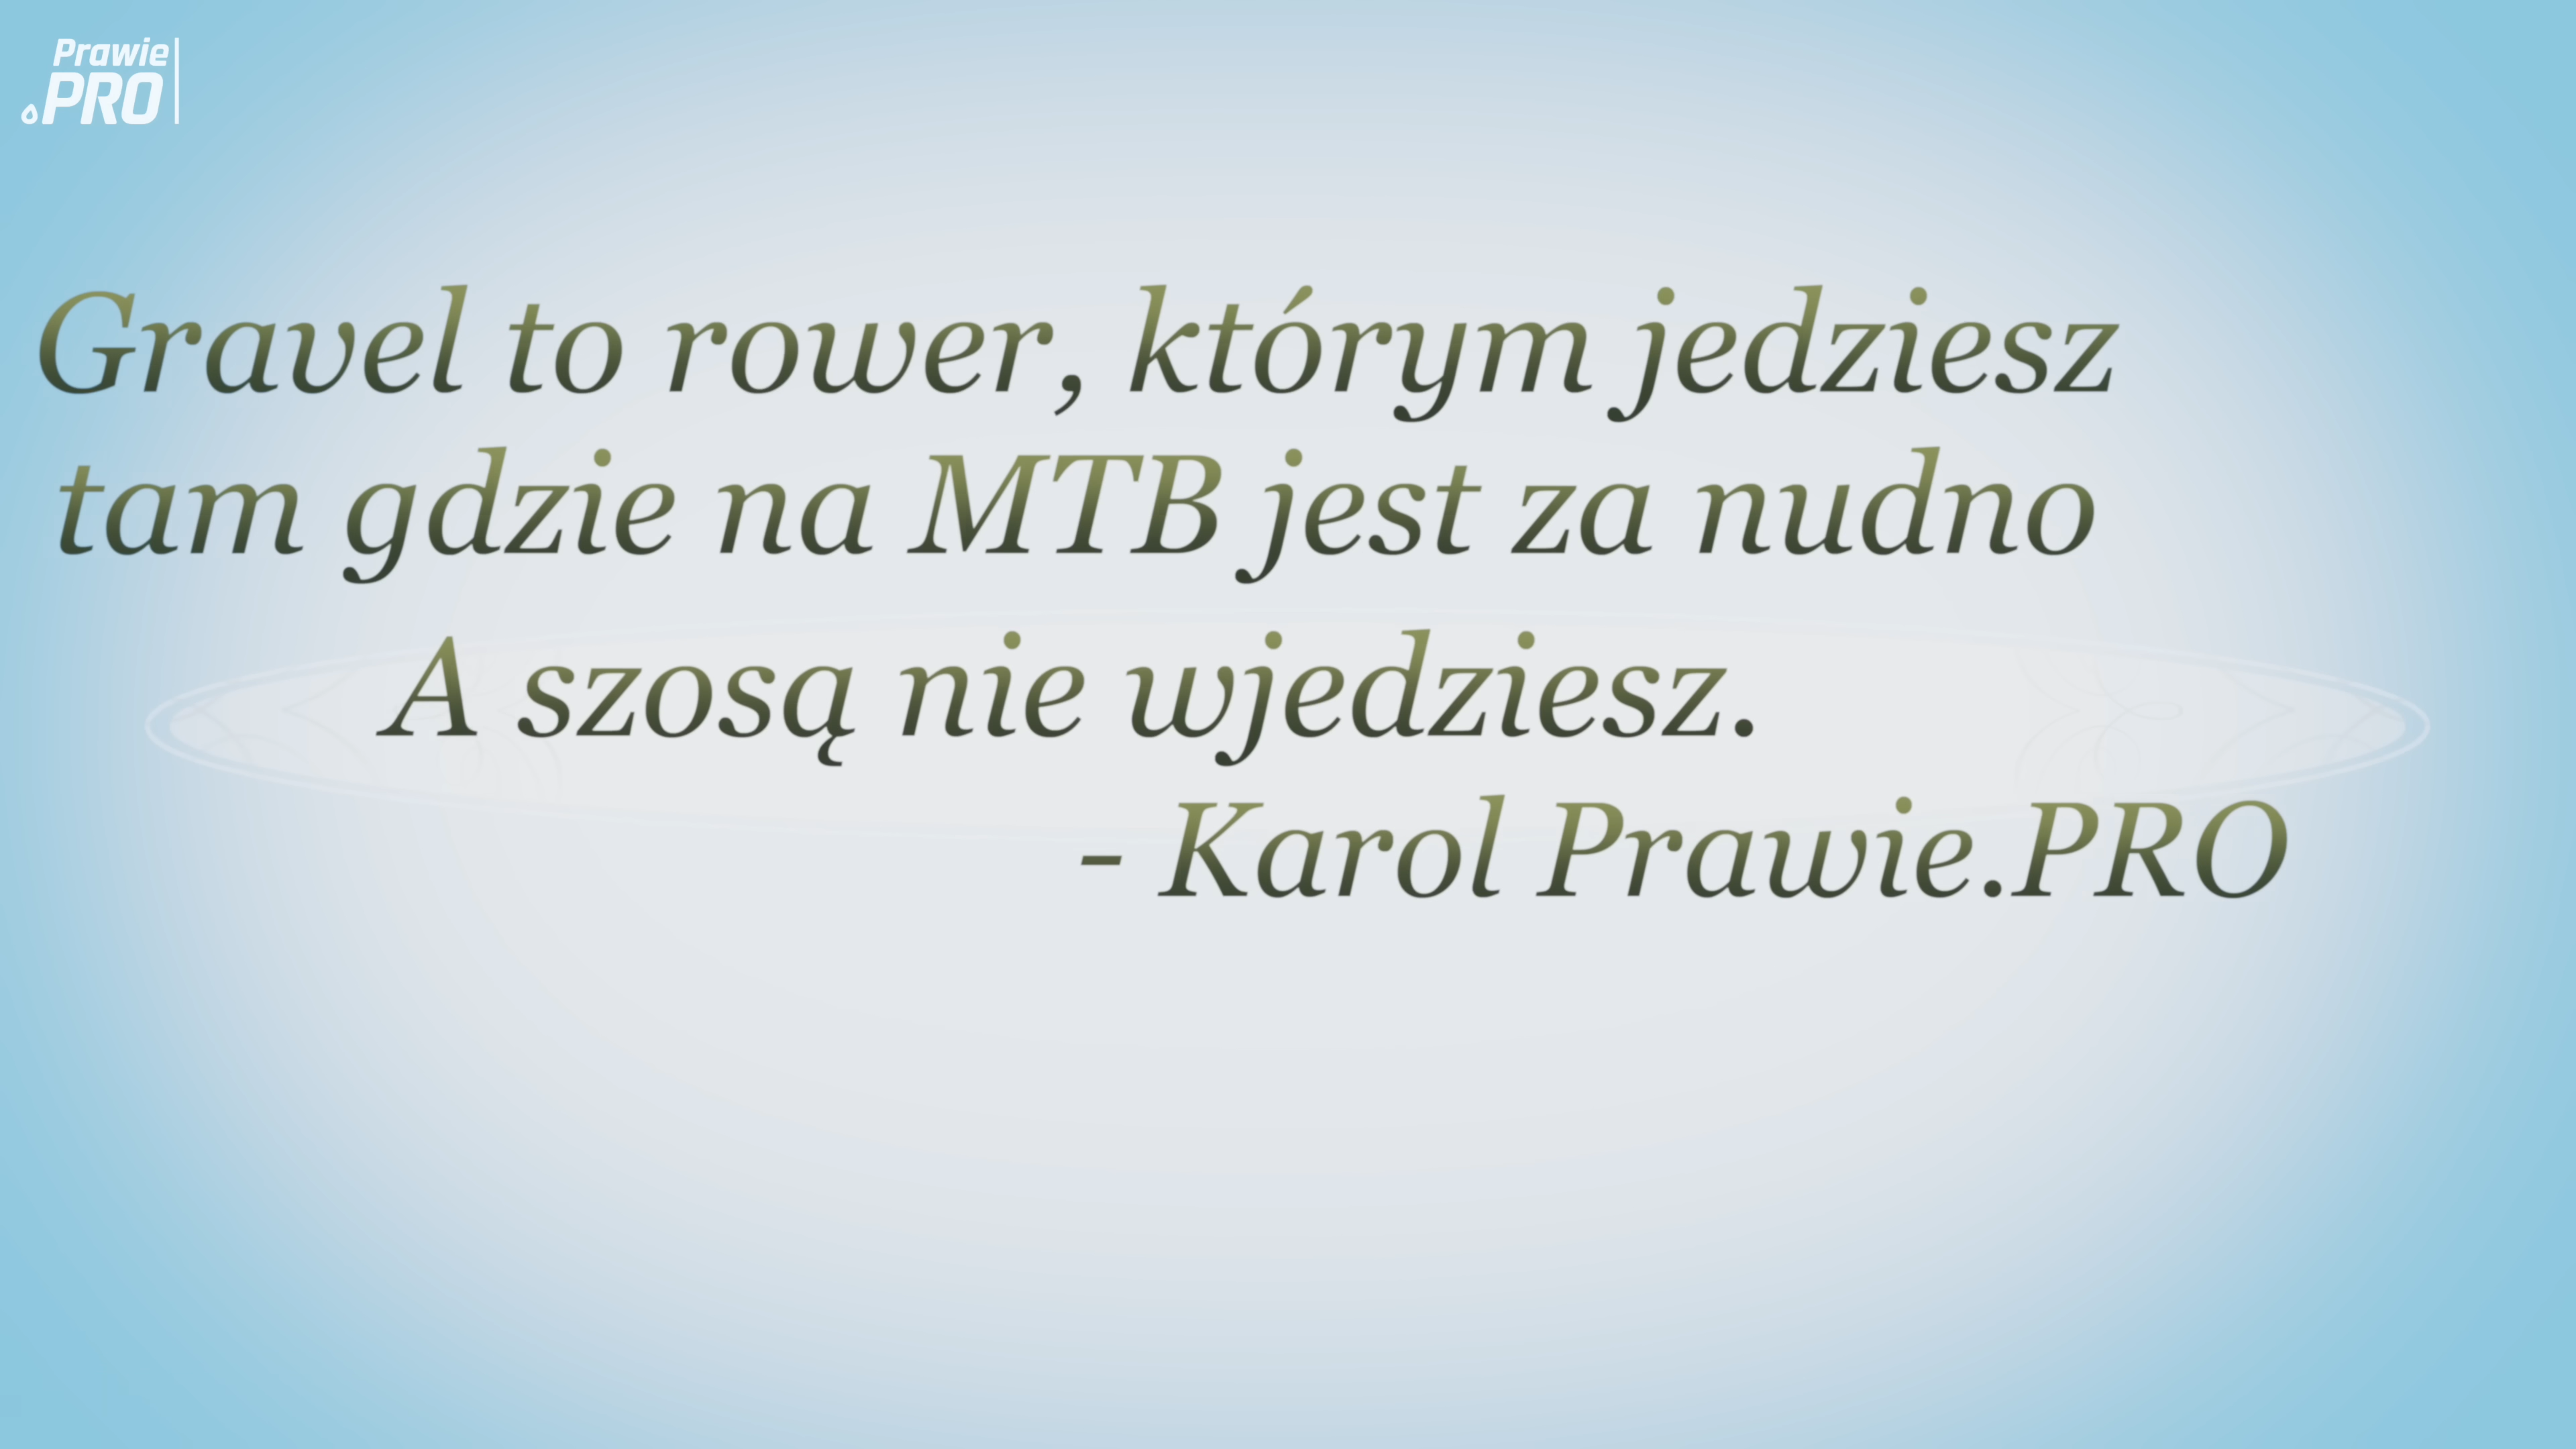 Prawie
.PRO
Gravel to rower, którym jedziesz
tam gdzie na MTB jest za nudno
A szosą nie wjedziesz.
- Karol Prawie.PRO